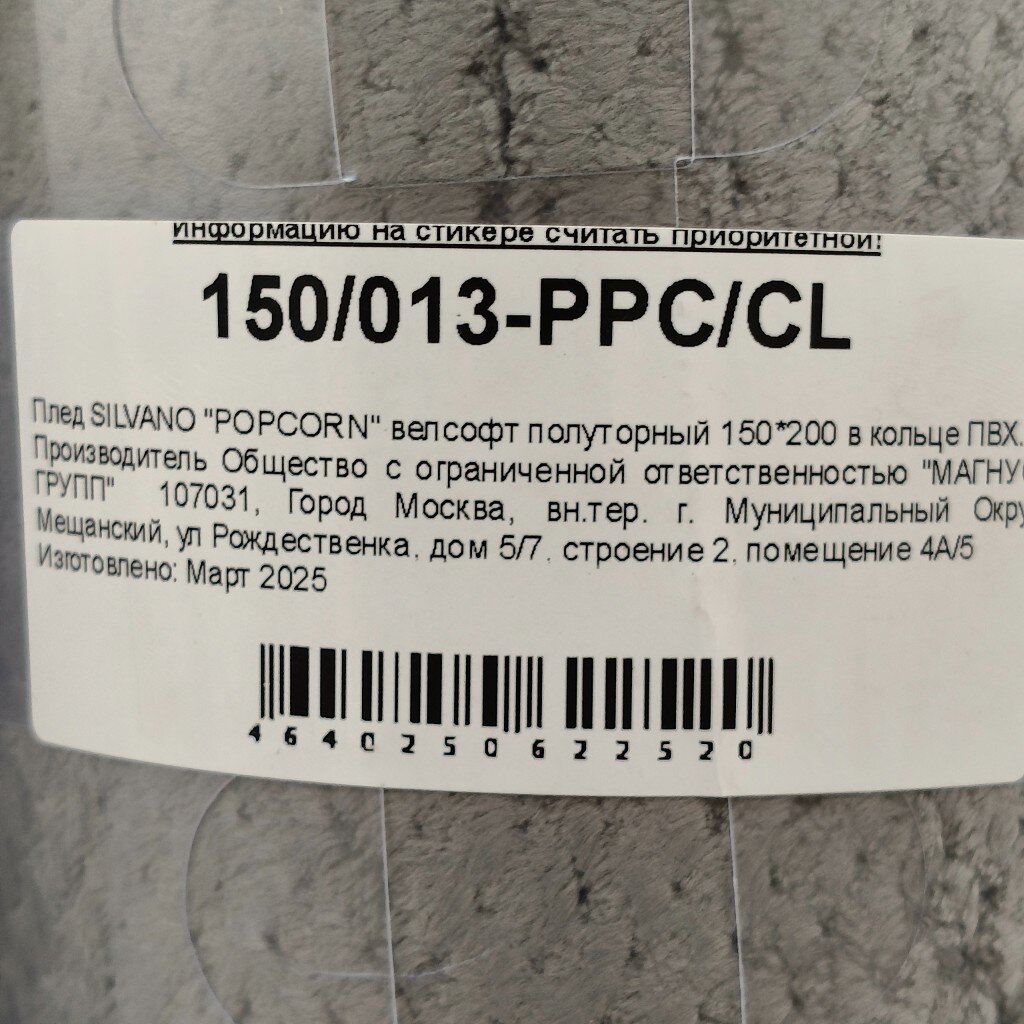 Информацию на стикере считать приоритетной!
150/013-PPC/CL
Плед SILVANO "POPCORN" велсофт полуторный 150*200 в кольце ПВХ.
Производитель Общество с ограниченной ответственностью "МАГНУС
ГРУПП" 107031, Город Москва, вн.тер. г. Муниципальный Окру
Мещанский, ул Рождественка, дом 5/7, строение 2, помещение 4А/5
Изготовлено: Март 2025
4640250622520